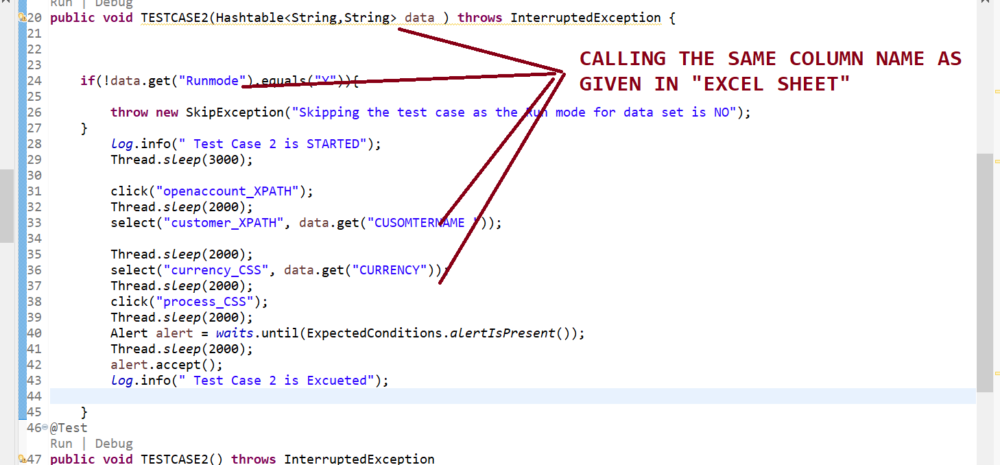 Run | Debug
20 public void TESTCASE2(Hashtable<String,String> data ) throws InterruptedException {
21
22
23
24 if(!data.get("Runmode").equals("Y")){
25
26 throw new SkipException("Skipping the test case as the Run mode for data set is NO");
27 }
28 log.info(" Test Case 2 is STARTED");
29 Thread.sleep(3000);
30
31 click("openaccount_XPATH");
32 Thread.sleep(2000);
33 select("customer_XPATH", data.get("CUSOMTERNAME "));
34
35 Thread.sleep(2000);
36 select("currency_CSS", data.get("CURRENCY"));
37 Thread.sleep(2000);
38 click("process_CSS");
39 Thread.sleep(2000);
40 Alert alert = waits.until(ExpectedConditions.alertIsPresent());
41 Thread.sleep(2000);
42 alert.accept();
43 log.info(" Test Case 2 is Excueted");
44
45 }
46 @Test
Run | Debug
47 public void TESTCASE2() throws InterruptedException
CALLING THE SAME COLUMN NAME AS
GIVEN IN "EXCEL SHEET"